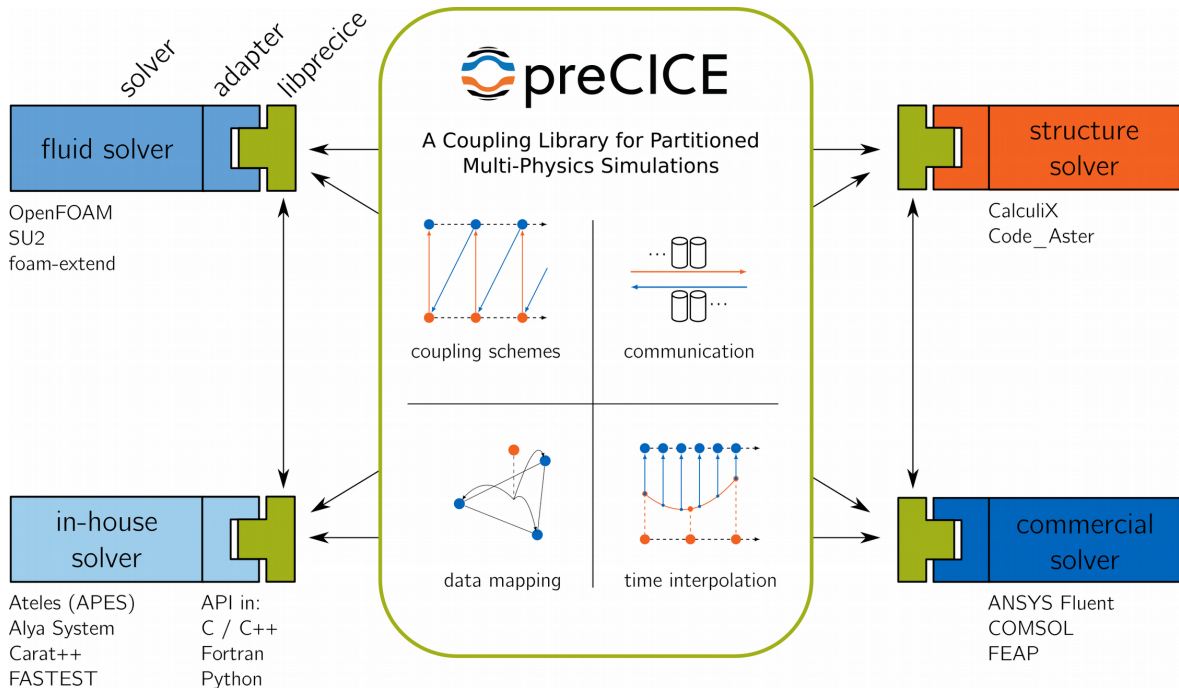 solver
adapter
libprecice
preCICE
A Coupling Library for Partitioned
Multi-Physics Simulations
fluid solver
OpenFOAM
SU2
foam-extend
structure
solver
CalculiX
Code_Aster
coupling schemes
...
...
communication
data mapping
time interpolation
in-house
solver
Ateles (APES)
Alya System
Carat++
FASTEST
API in:
C / C++
Fortran
Python
commercial
solver
ANSYS Fluent
COMSOL
FEAP